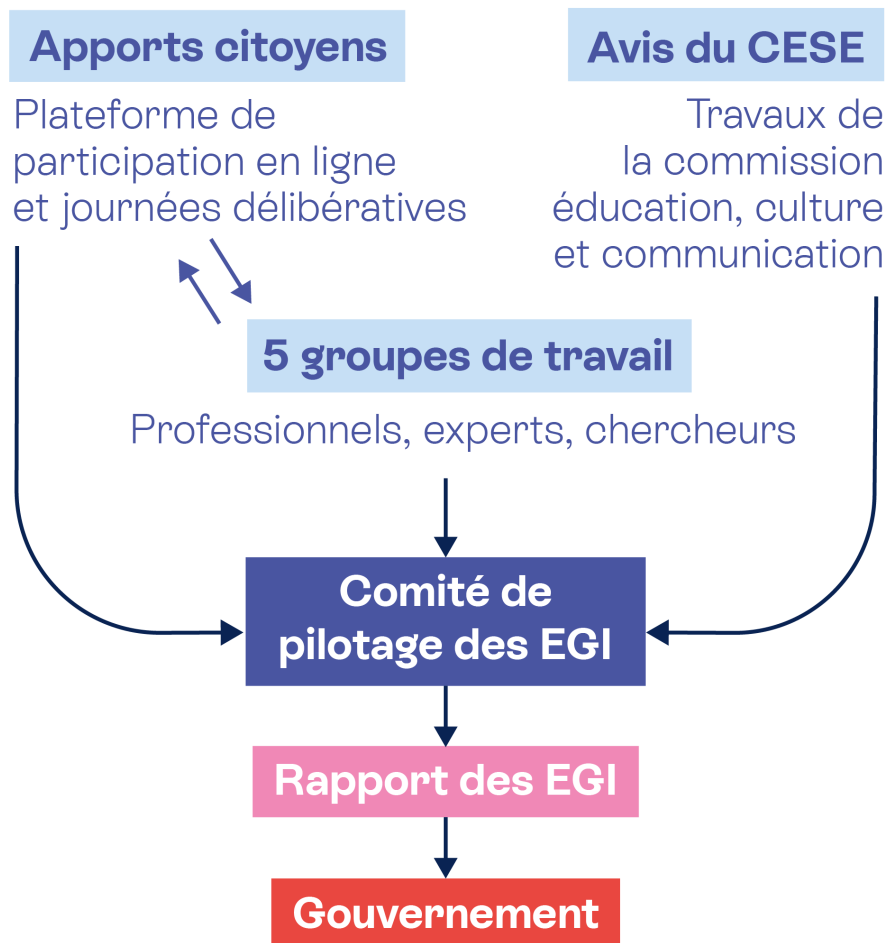 Apports citoyens
Plateforme de
participation en ligne
et journées délibératives
Avis du CESE
Travaux de
la commission
éducation, culture
et communication
5 groupes de travail
Professionnels, experts, chercheurs
Comité de
pilotage des EGI
Rapport des EGI
Gouvernement